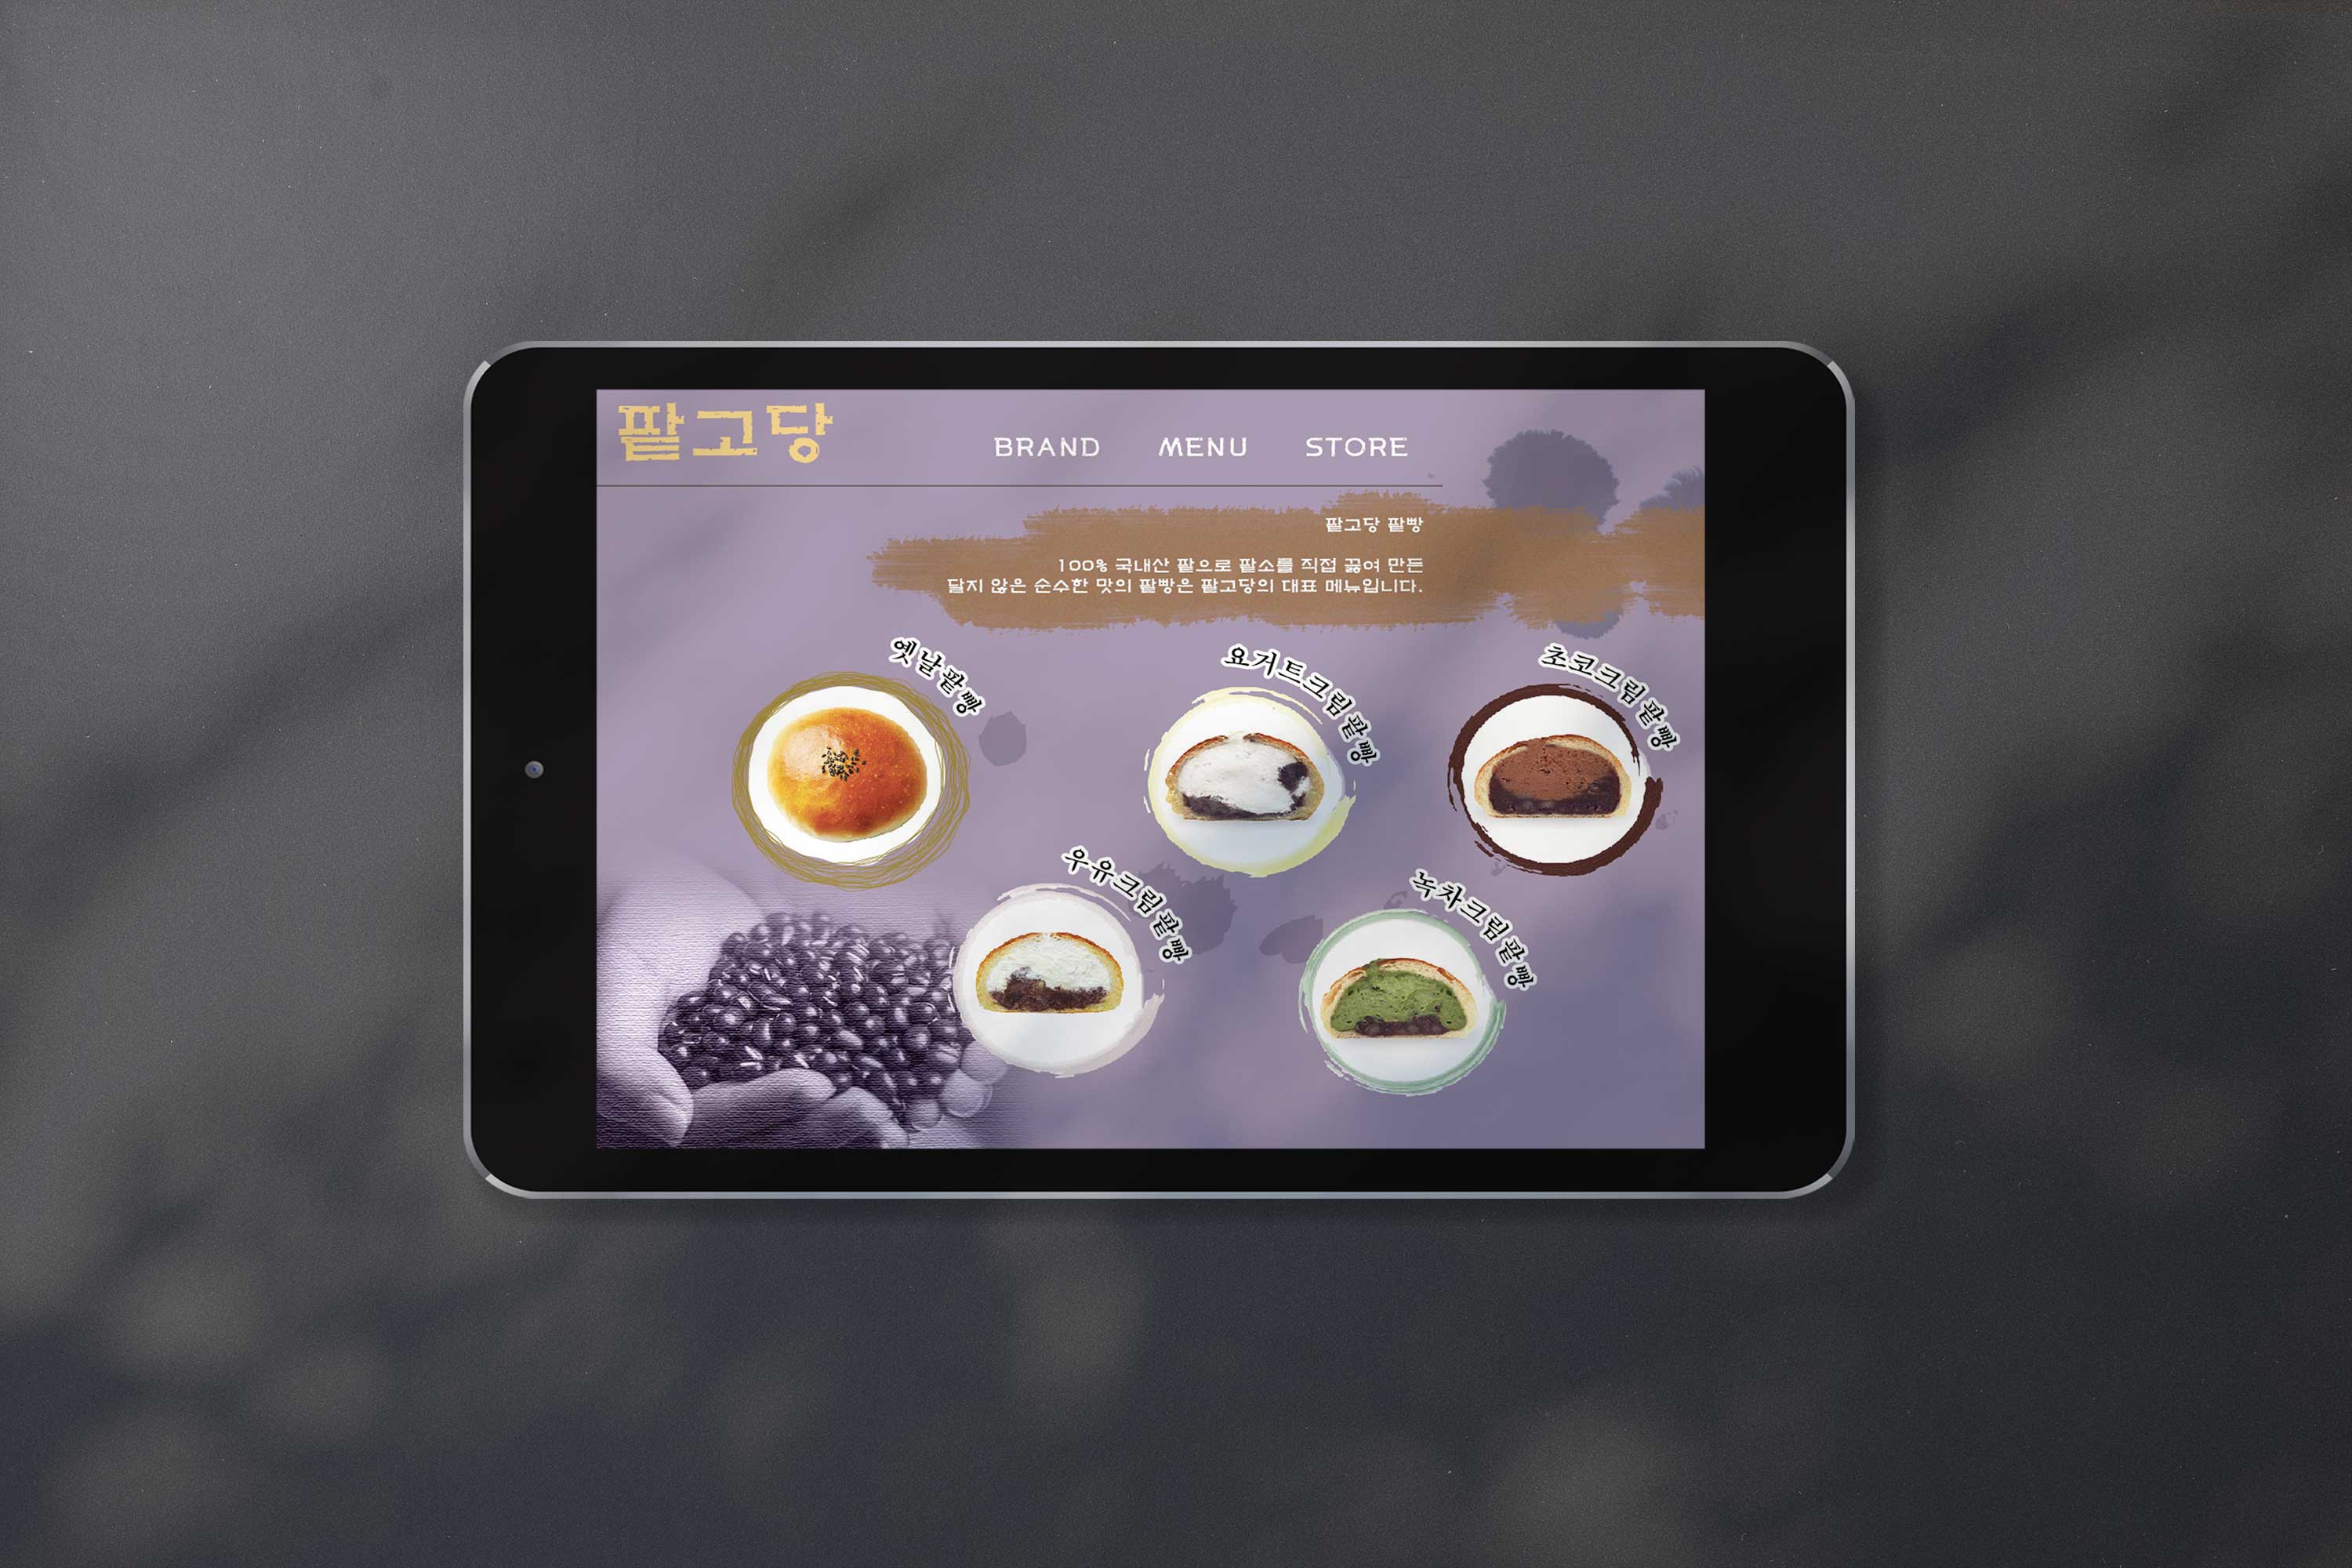 팥고당
BRAND MENU STORE
팥고당 팥빵
100% 국내산 팥으로 팥소를 직접 끓여 만든
달지 않은 순수한 맛의 팥빵은 팥고당의 대표 메뉴입니다.
옛날팥빵
요거트크림팥빵
초코크림팥빵
우유크림팥빵
녹차크림팥빵